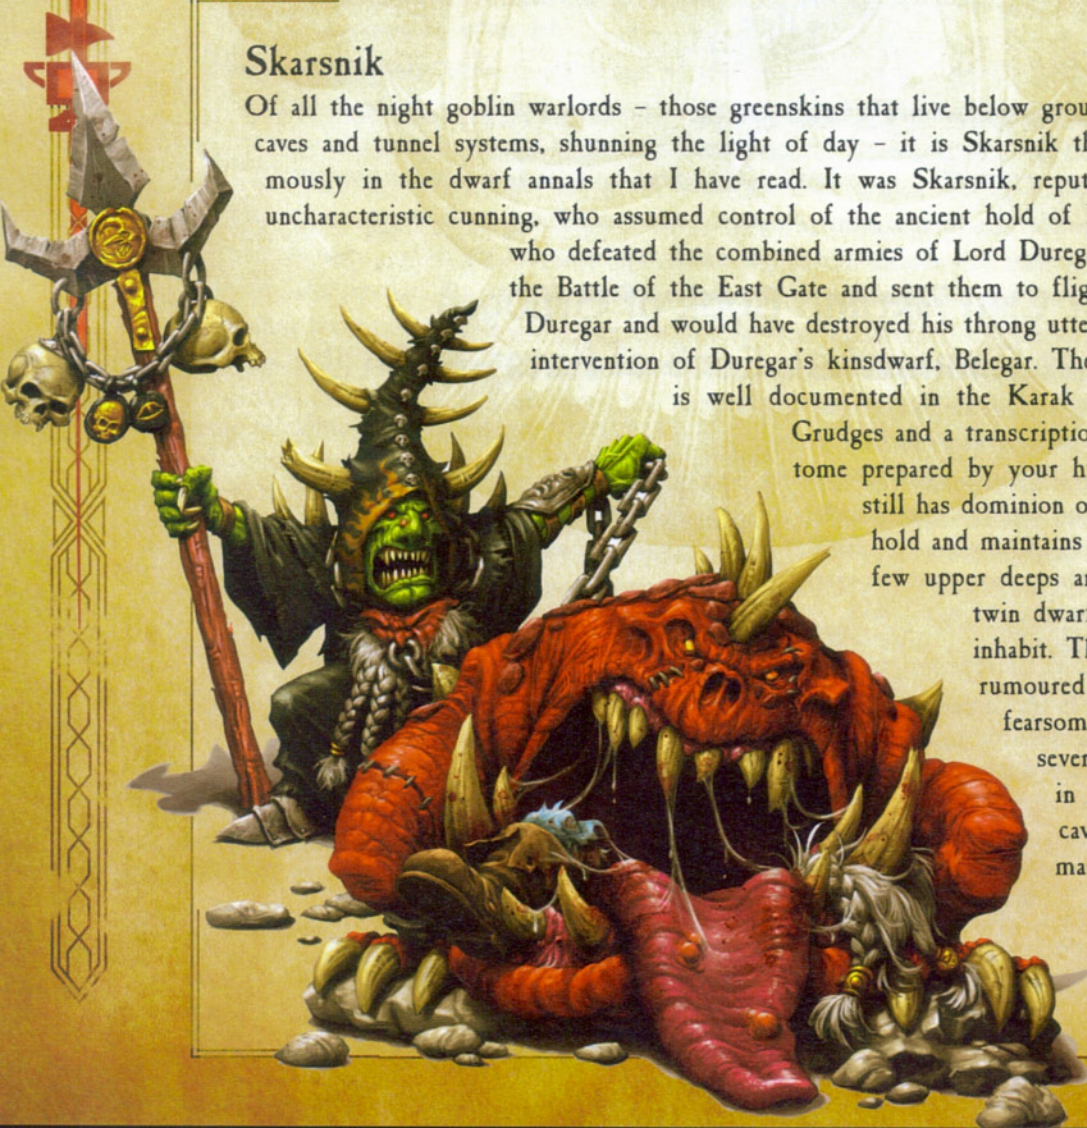 Skarsnik
Of all the night goblin warlords – those greenskins that live below grou
caves and tunnel systems, shunning the light of day – it is Skarsnik th
mously in the dwarf annals that I have read. It was Skarsnik, reput
uncharacteristic cunning, who assumed control of the ancient hold of
who defeated the combined armies of Lord Dureg
the Battle of the East Gate and sent them to flig
Duregar and would have destroyed his throng utte
intervention of Duregar's kinsdwarf, Belegar. The
is well documented in the Karak
Grudges and a transcriptio
tome prepared by your h
still has dominion o
hold and maintains
few upper deeps an
twin dwar
inhabit. Th
rumoured
fearsom
sever
in
cav
ma